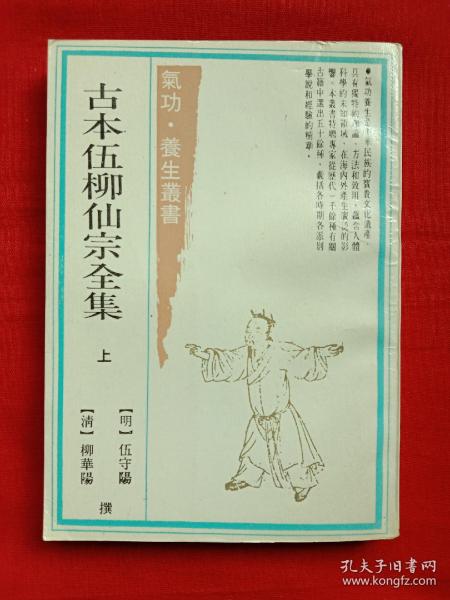 ●氣功養生是中華民族的寶貴文化遺產，
具有獨特的理論、方法和效用，蘊含人體
科學的未知領域，在海內外產生廣泛的影
響。本叢書特聘專家從歷代一千餘種有關
古籍中選出五十餘種，囊括各時期各派別
學說和經驗的精華。
氣功·養生叢書
古本伍柳仙宗全集 上
【明】伍守陽
【清】柳華陽
撰
孔夫子旧书网
www.kongfz.com